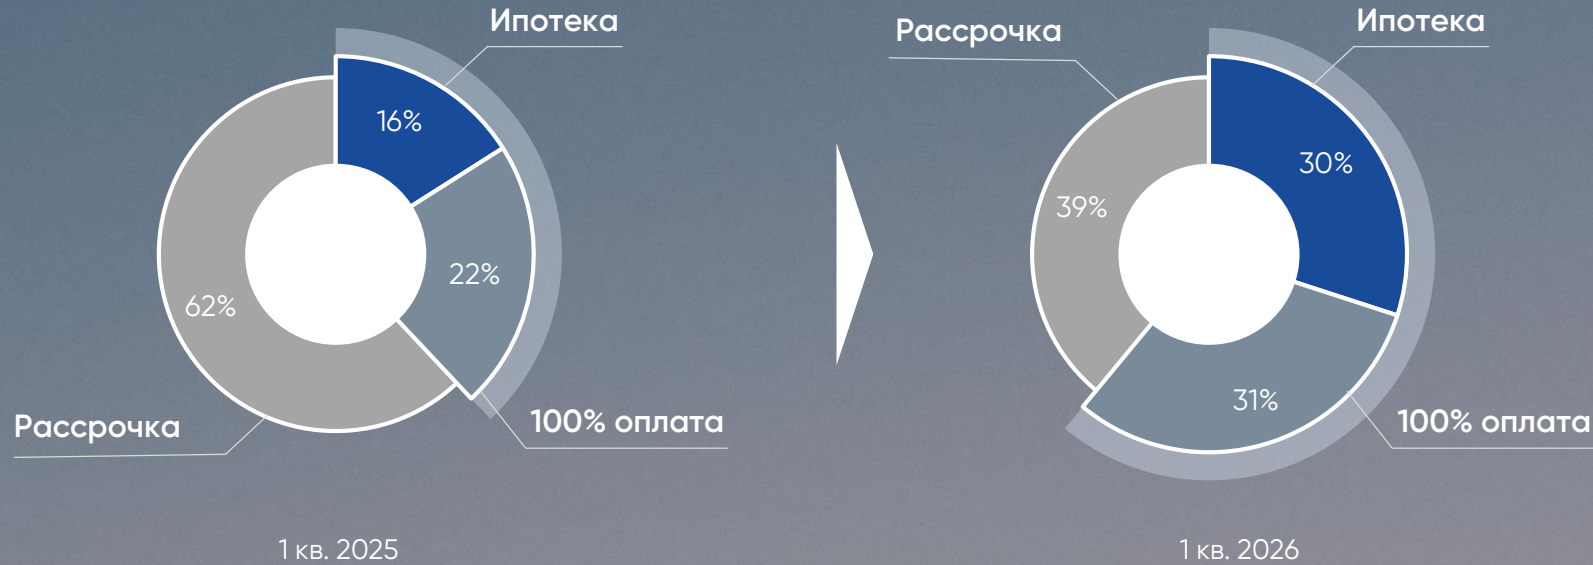 Ипотека
16%
22%
62%
Рассрочка
100% оплата
1 кв. 2025
Рассрочка
Ипотека
30%
39%
31%
100% оплата
1 кв. 2026